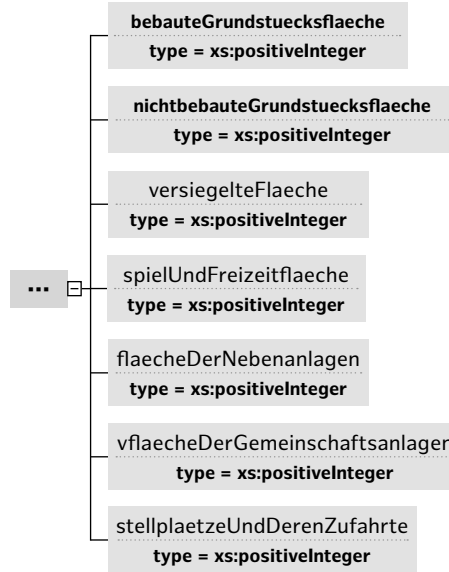 bebauteGrundstuecksflaeche
type = xs:positiveInteger
nichtbebauteGrundstuecksflaeche
type = xs:positiveInteger
versiegelteFlaeche
type = xs:positiveInteger
...
spielUndFreizeitflaeche
type = xs:positiveInteger
flaecheDerNebenanlagen
type = xs:positiveInteger
vflaecheDerGemeinschaftsanlagen
type = xs:positiveInteger
stellplaetzeUndDerenZufahrte
type = xs:positiveInteger